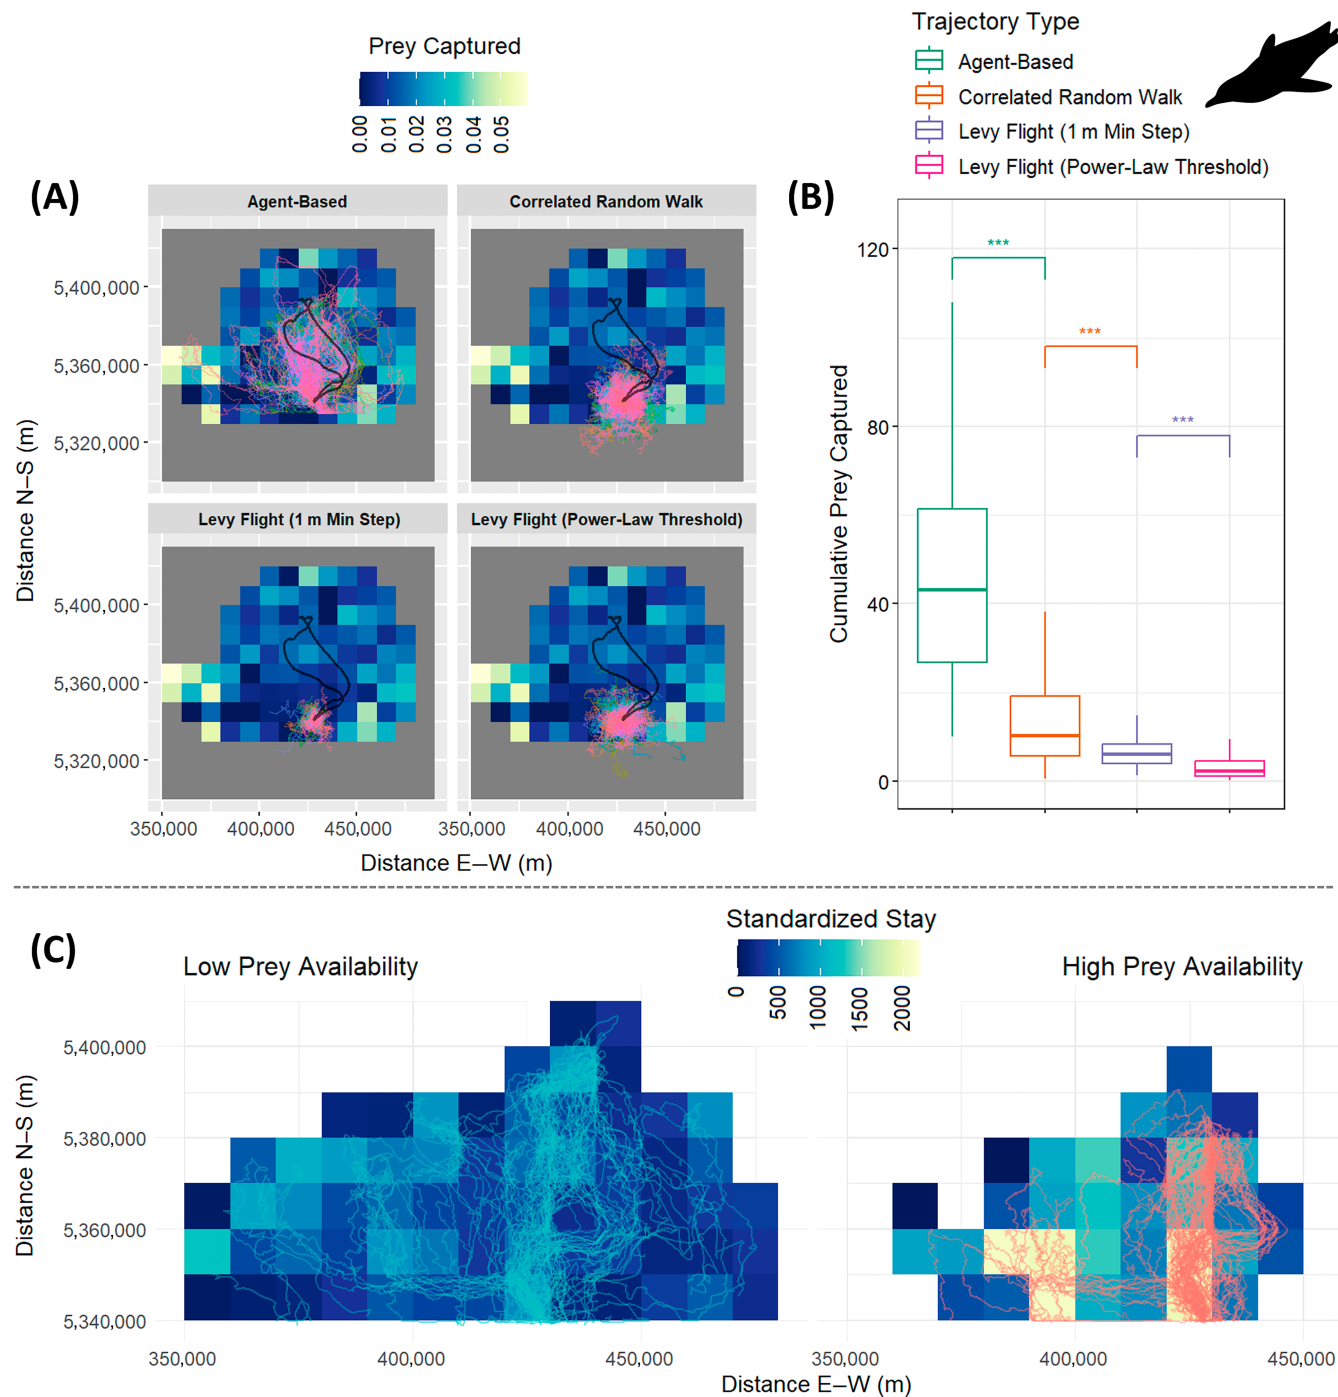 Prey Captured
0.00 0.01 0.02 0.03 0.04 0.05
Trajectory Type
Agent-Based
Correlated Random Walk
Levy Flight (1 m Min Step)
Levy Flight (Power-Law Threshold)
(A)
Agent-Based
Correlated Random Walk
5,400,000
5,360,000
5,320,000
Levy Flight (1 m Min Step)
Levy Flight (Power-Law Threshold)
5,400,000
5,360,000
5,320,000
Distance N–S (m)
350,000 400,000 450,000 350,000 400,000 450,000
Distance E–W (m)
(B)
120
80
40
0
Cumulative Prey Captured
***
***
***
(C)
Standardized Stay
0 500 1000 1500 2000
Low Prey Availability
High Prey Availability
5,400,000
5,380,000
5,360,000
5,340,000
Distance N–S (m)
350,000 400,000 450,000 350,000 400,000 450,000
Distance E–W (m)